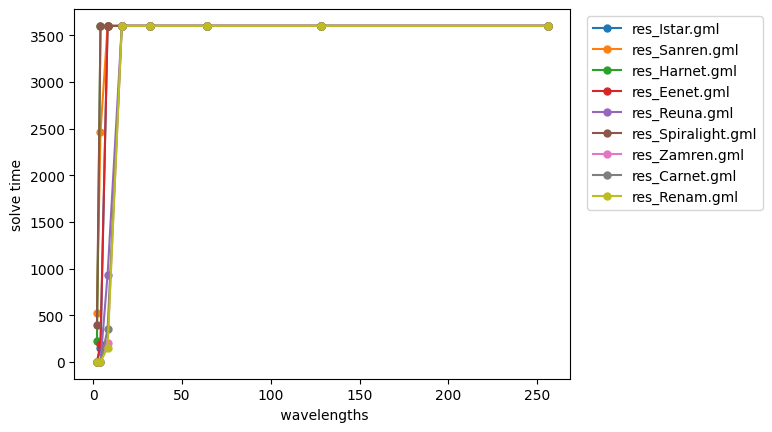 3500
3000
2500
2000
1500
1000
500
0
solve time
0
50
100
150
200
250
wavelengths
res_Istar.gml
res_Sanren.gml
res_Harnet.gml
res_Eenet.gml
res_Reuna.gml
res_Spiralight.gml
res_Zamren.gml
res_Carnet.gml
res_Renam.gml